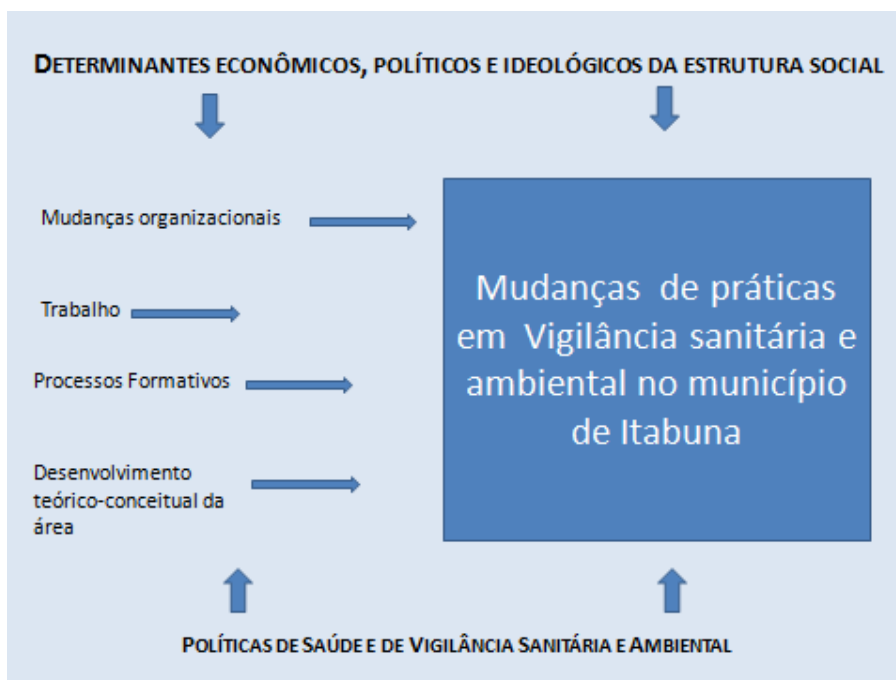 DETERMINANTES ECONÔMICOS, POLÍTICOS E IDEOLÓGICOS DA ESTRUTURA SOCIAL
Mudanças organizacionais
Trabalho
Processos Formativos
Desenvolvimento
teórico-conceitual da
área
Mudanças de práticas
em Vigilância sanitária e
ambiental no município
de Itabuna
POLÍTICAS DE SAÚDE E DE VIGILÂNCIA SANITÁRIA E AMBIENTAL